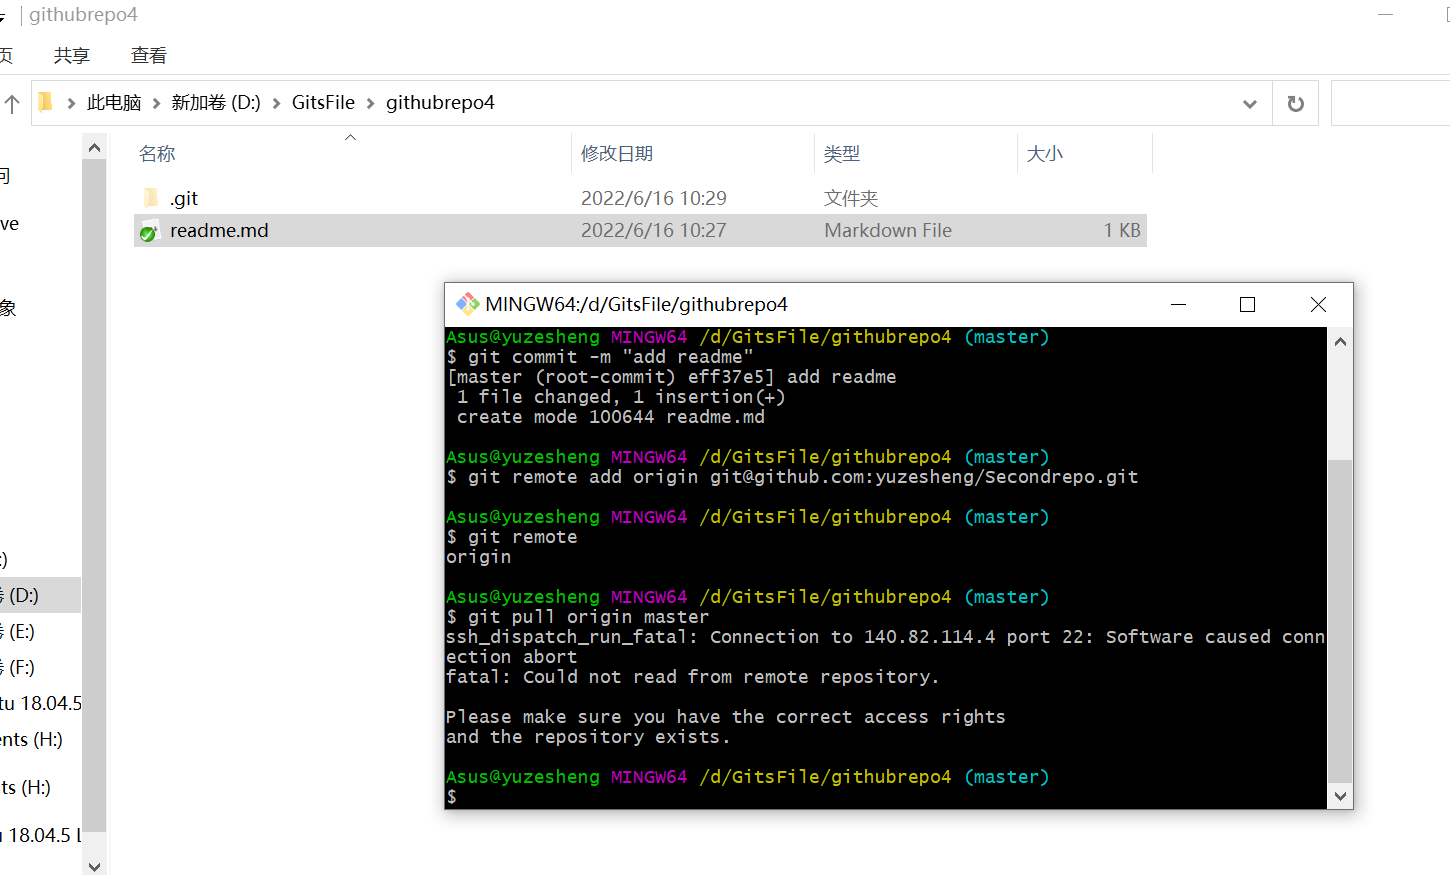 githubrepo4
页 共享 查看
此电脑 新加卷 (D:) GitsFile githubrepo4
名称 修改日期 类型 大小
.git 2022/6/16 10:29 文件夹
readme.md 2022/6/16 10:27 Markdown File 1 KB
问
ve
象
:)
卷 (D:)
卷 (E:)
卷 (F:)
tu 18.04.5
ents (H:)
ts (H:)
u 18.04.5 L
MINGW64:/d/GitsFile/githubrepo4
Asus@yuzesheng MINGW64 /d/GitsFile/githubrepo4 (master)
$ git commit -m "add readme"
[master (root-commit) eff37e5] add readme
1 file changed, 1 insertion(+)
create mode 100644 readme.md
Asus@yuzesheng MINGW64 /d/GitsFile/githubrepo4 (master)
$ git remote add origin git@github.com:yuzesheng/Secondrepo.git
Asus@yuzesheng MINGW64 /d/GitsFile/githubrepo4 (master)
$ git remote
origin
Asus@yuzesheng MINGW64 /d/GitsFile/githubrepo4 (master)
$ git pull origin master
ssh_dispatch_run_fatal: Connection to 140.82.114.4 port 22: Software caused conn
ection abort
fatal: Could not read from remote repository.
Please make sure you have the correct access rights
and the repository exists.
Asus@yuzesheng MINGW64 /d/GitsFile/githubrepo4 (master)
$